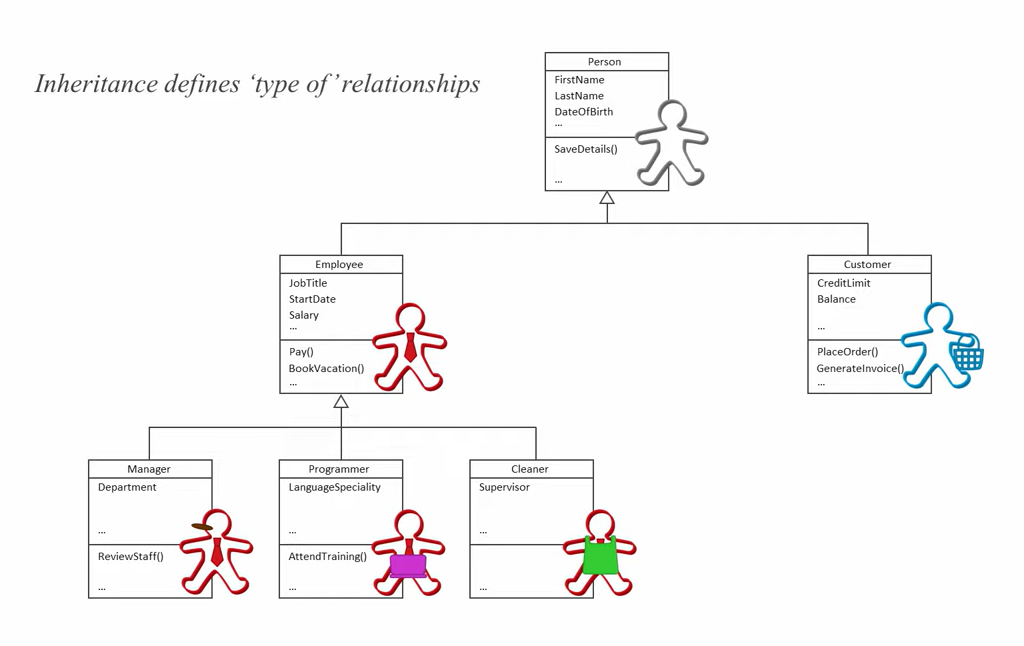 Inheritance defines ‘type of’ relationships
Person
FirstName
LastName
DateOfBirth
...
SaveDetails()
...
Employee
JobTitle
StartDate
Salary
...
Pay()
BookVacation()
...
Customer
CreditLimit
Balance
...
PlaceOrder()
GenerateInvoice()
...
Manager
Department
...
ReviewStaff()
...
Programmer
LanguageSpeciality
...
AttendTraining()
...
Cleaner
Supervisor
...
...